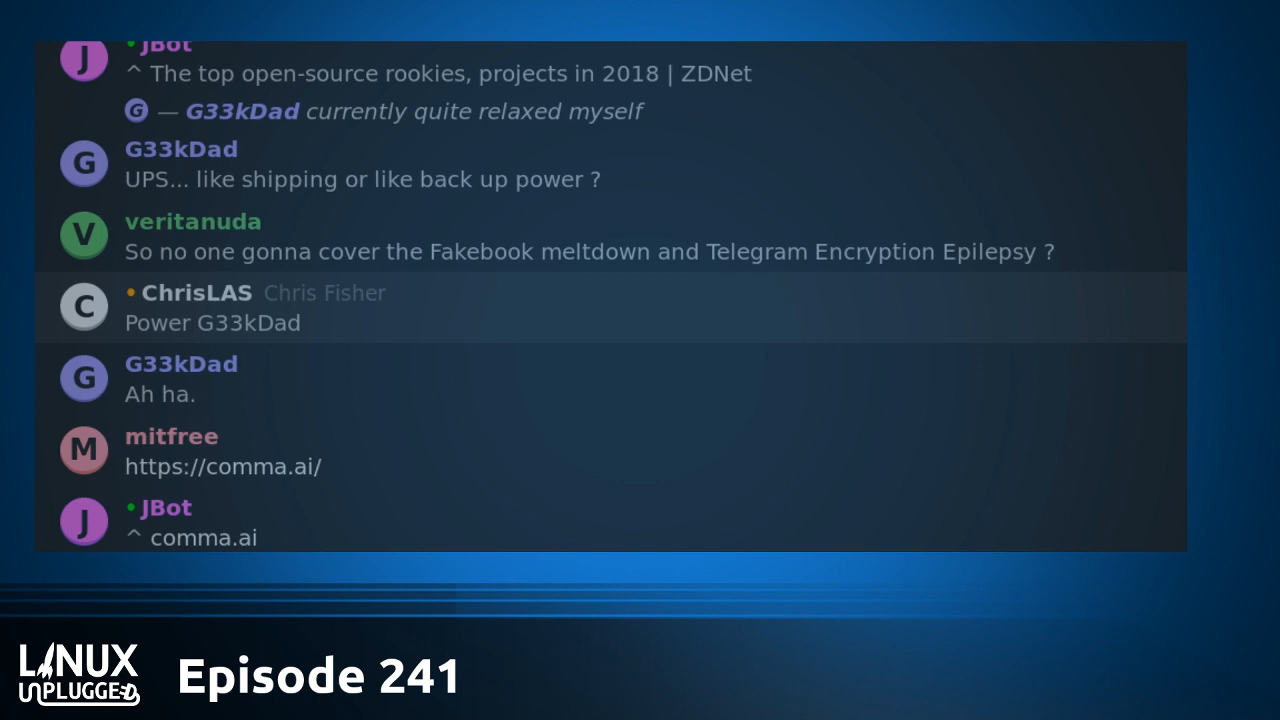 J
• JBot
^ The top open-source rookies, projects in 2018 | ZDNet
G — G33kDad currently quite relaxed myself
G33kDad
G
UPS... like shipping or like back up power ?
veritanuda
V
So no one gonna cover the Fakebook meltdown and Telegram Encryption Epilepsy ?
• ChrisLAS Chris Fisher
C
Power G33kDad
G33kDad
G
Ah ha.
mitfree
M
https://comma.ai/
• JBot
J
^ comma.ai
LINUX
UNPLUGGED
Episode 241